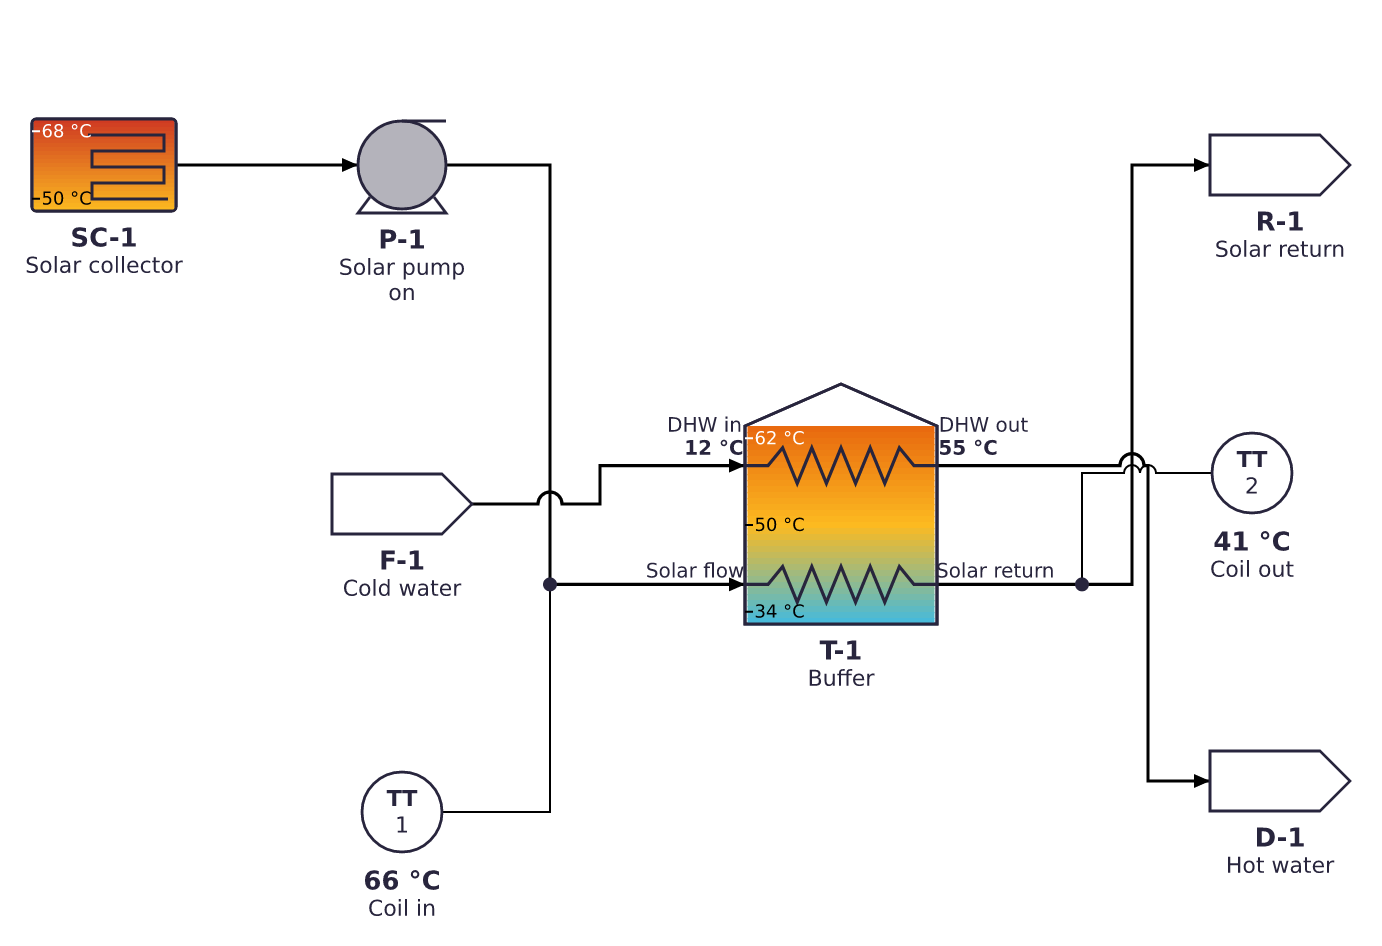 68 °C
50 °C
SC-1
Solar collector
P-1
Solar pump
on
R-1
Solar return
F-1
Cold water
DHW in
12 °C
DHW out
55 °C
62 °C
50 °C
34 °C
Solar flow
Solar return
T-1
Buffer
TT
2
41 °C
Coil out
TT
1
66 °C
Coil in
D-1
Hot water